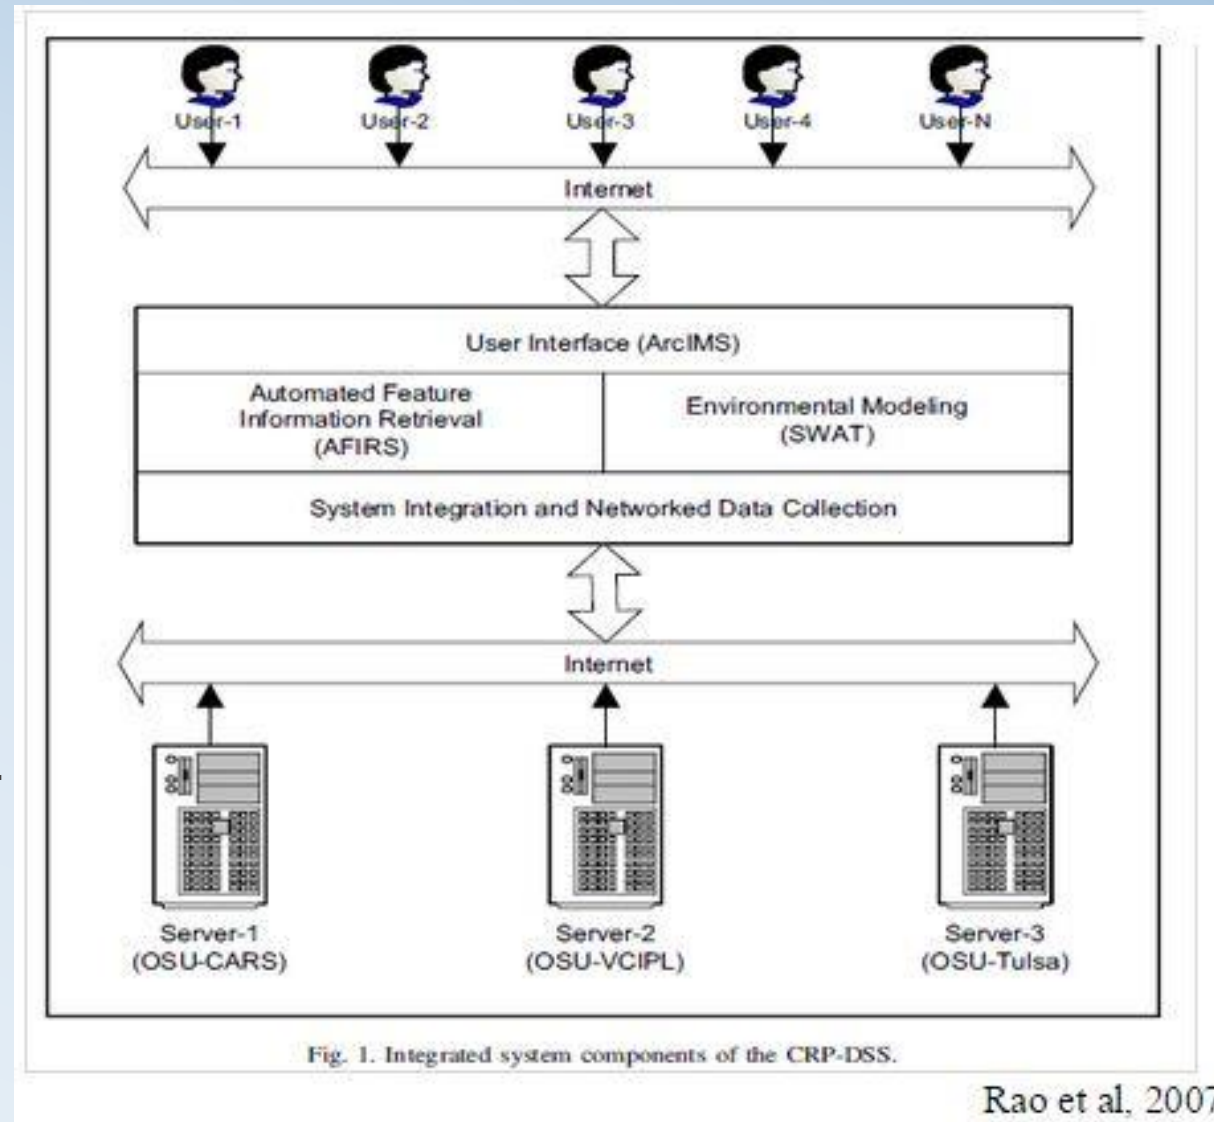 User-1 User-2 User-3 User-4 User-N
Internet
User Interface (ArcIMS)
Automated Feature
Information Retrieval
(AFIRS)
Environmental Modeling
(SWAT)
System Integration and Networked Data Collection
Internet
Server-1
(OSU-CARS)
Server-2
(OSU-VCIPL)
Server-3
(OSU-Tulsa)
Fig. 1. Integrated system components of the CRP-DSS.
Rao et al, 2007